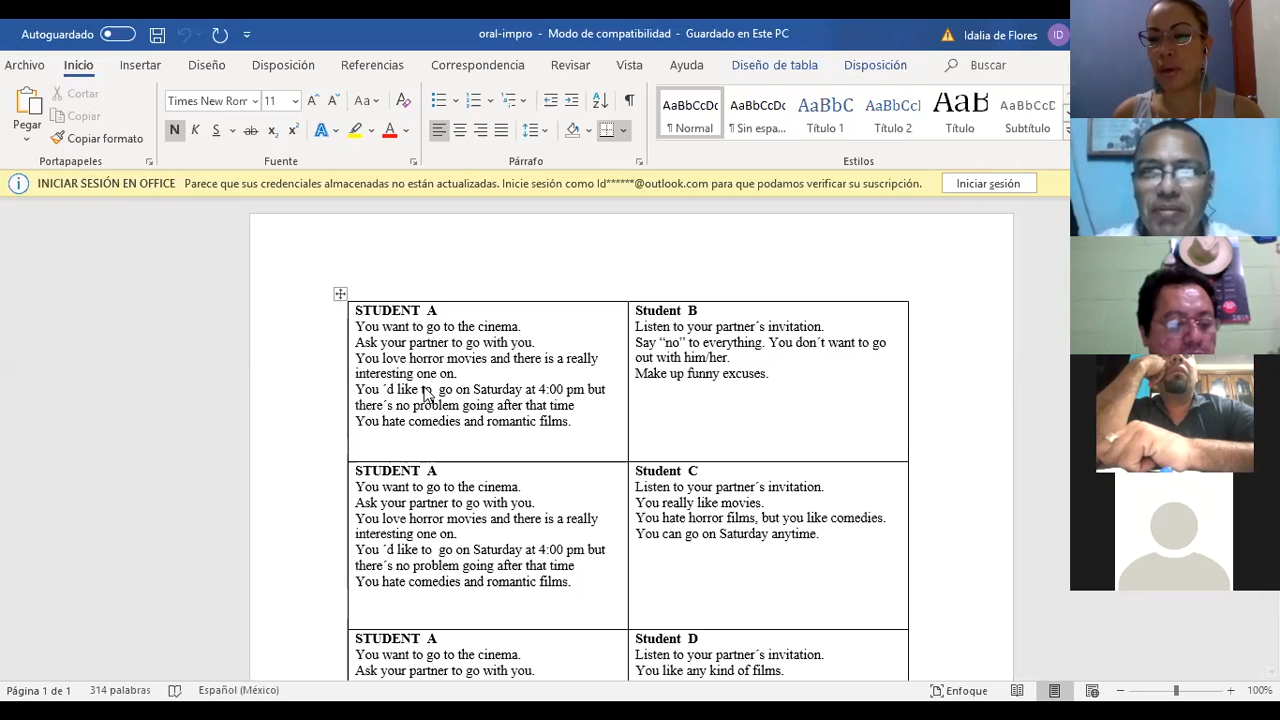 Autoguardado
oral-impro - Modo de compatibilidad - Guardado en Este PC
Idalia de Flores
ID
Archivo Inicio Insertar Diseño Disposición Referencias Correspondencia Revisar Vista Ayuda Diseño de tabla Disposición Buscar
Pegar
Cortar
Copiar
Copiar formato
Portapapeles
Times New Rom 11
Fuente
Párrafo
AaBbCcDc AaBbCcDc AaBbC AaBbCcI AaB AaBbCcD
¶ Normal ¶ Sin espa... Título 1 Título 2 Título Subtítulo
Estilos
INICIAR SESIÓN EN OFFICE Parece que sus credenciales almacenadas no están actualizadas. Inicie sesión como Id******@outlook.com para que podamos verificar su suscripción. Iniciar sesión
STUDENT A
You want to go to the cinema.
Ask your partner to go with you.
You love horror movies and there is a really
interesting one on.
You ´d like to go on Saturday at 4:00 pm but
there´s no problem going after that time
You hate comedies and romantic films.
Student B
Listen to your partner´s invitation.
Say “no” to everything. You don´t want to go
out with him/her.
Make up funny excuses.
STUDENT A
You want to go to the cinema.
Ask your partner to go with you.
You love horror movies and there is a really
interesting one on.
You ´d like to go on Saturday at 4:00 pm but
there´s no problem going after that time
You hate comedies and romantic films.
Student C
Listen to your partner´s invitation.
You really like movies.
You hate horror films, but you like comedies.
You can go on Saturday anytime.
STUDENT A
You want to go to the cinema.
Ask your partner to go with you.
Student D
Listen to your partner´s invitation.
You like any kind of films.
Página 1 de 1 314 palabras Español (México) Enfoque 100%